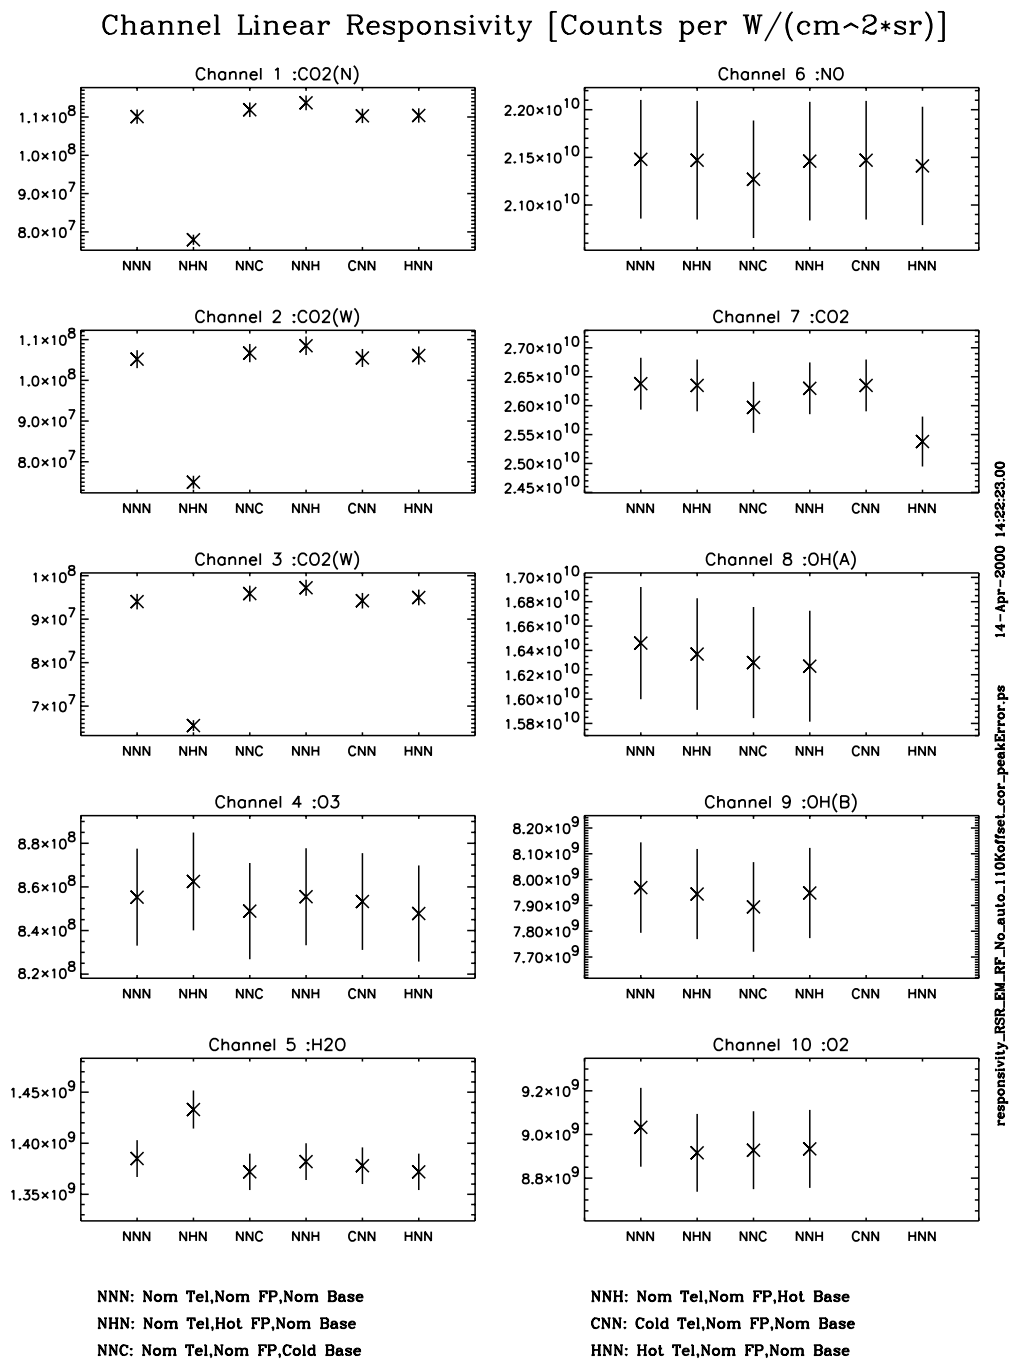 Channel Linear Responsivity [Counts per W/(cm^2*sr)]
Channel 1 :CO2(N)
1.1×10^8
1.0×10^8
9.0×10^7
8.0×10^7
NNN NHN NNC NNH CNN HNN
Channel 2 :CO2(W)
1.1×10^8
1.0×10^8
9.0×10^7
8.0×10^7
NNN NHN NNC NNH CNN HNN
Channel 3 :CO2(W)
1×10^8
9×10^7
8×10^7
7×10^7
NNN NHN NNC NNH CNN HNN
Channel 4 :O3
8.8×10^8
8.6×10^8
8.4×10^8
8.2×10^8
NNN NHN NNC NNH CNN HNN
Channel 5 :H2O
1.45×10^9
1.40×10^9
1.35×10^9
NNN NHN NNC NNH CNN HNN
Channel 6 :NO
2.20×10^10
2.15×10^10
2.10×10^10
NNN NHN NNC NNH CNN HNN
Channel 7 :CO2
2.70×10^10
2.65×10^10
2.60×10^10
2.55×10^10
2.50×10^10
2.45×10^10
NNN NHN NNC NNH CNN HNN
Channel 8 :OH(A)
1.70×10^10
1.68×10^10
1.66×10^10
1.64×10^10
1.62×10^10
1.60×10^10
1.58×10^10
NNN NHN NNC NNH CNN HNN
Channel 9 :OH(B)
8.20×10^9
8.10×10^9
8.00×10^9
7.90×10^9
7.80×10^9
7.70×10^9
NNN NHN NNC NNH CNN HNN
Channel 10 :O2
9.2×10^9
9.0×10^9
8.8×10^9
NNN NHN NNC NNH CNN HNN
NNN: Nom Tel,Nom FP,Nom Base
NHN: Nom Tel,Hot FP,Nom Base
NNC: Nom Tel,Nom FP,Cold Base
NNH: Nom Tel,Nom FP,Hot Base
CNN: Cold Tel,Nom FP,Nom Base
HNN: Hot Tel,Nom FP,Nom Base
responsivity_RSR_EM_RF_No_auto_110Koffset_cor_peakError.ps 14-Apr-2000 14:22:23.00